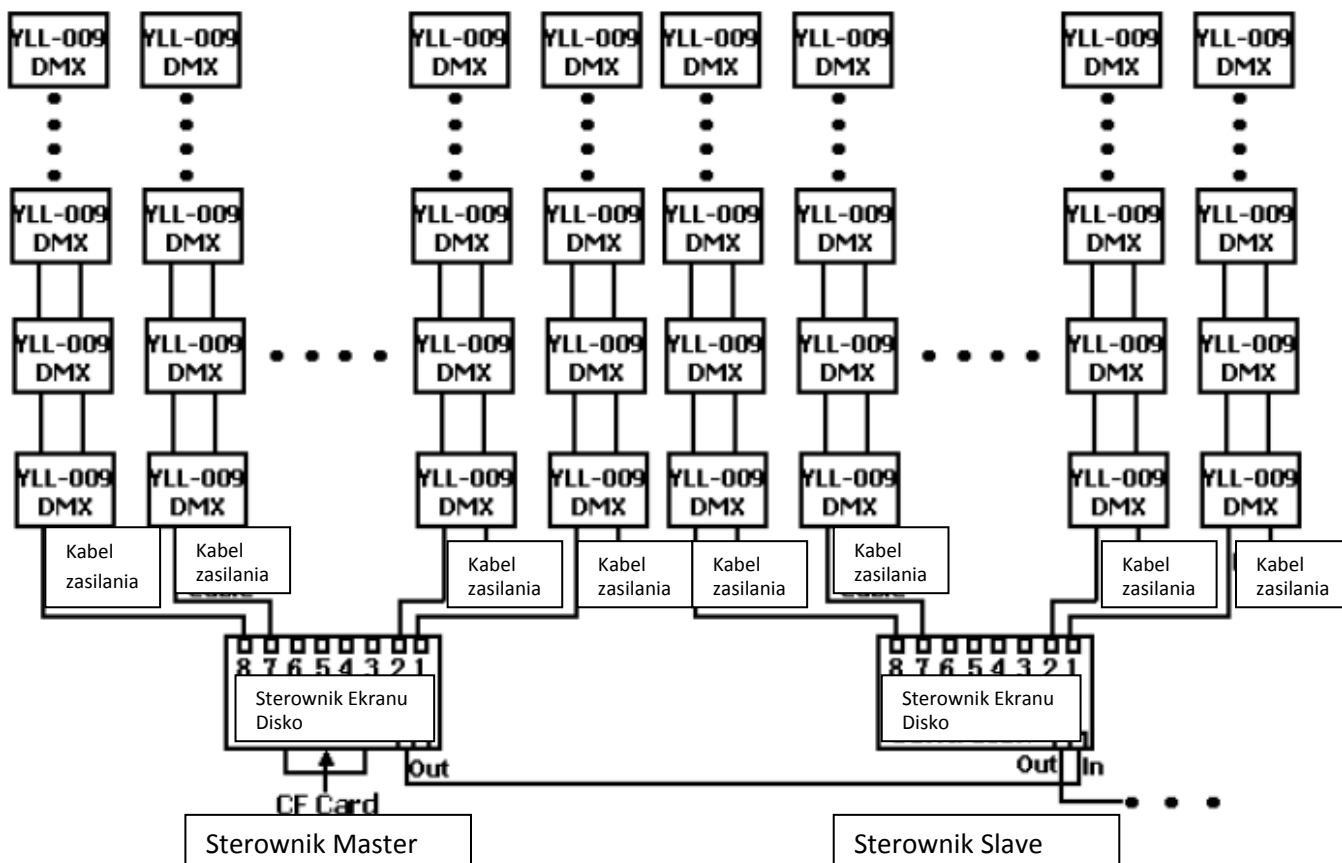 YLL-009 YLL-009 YLL-009 YLL-009 YLL-009 YLL-009 YLL-009 YLL-009
DMX DMX DMX DMX DMX DMX DMX DMX
YLL-009 YLL-009 YLL-009 YLL-009 YLL-009 YLL-009 YLL-009 YLL-009
DMX DMX DMX DMX DMX DMX DMX DMX
YLL-009 YLL-009 YLL-009 YLL-009 YLL-009 YLL-009 YLL-009 YLL-009
DMX DMX DMX DMX DMX DMX DMX DMX
YLL-009 YLL-009 YLL-009 YLL-009 YLL-009 YLL-009 YLL-009 YLL-009
DMX DMX DMX DMX DMX DMX DMX DMX
Kabel Kabel Kabel Kabel Kabel Kabel Kabel Kabel
zasilania zasilania zasilania zasilania zasilania zasilania zasilania zasilania
8 7 6 5 4 3 2 1 8 7 6 5 4 3 2 1
Sterownik Ekranu Sterownik Ekranu
Disko Disko
Out Out In
CF Card
Sterownik Master Sterownik Slave